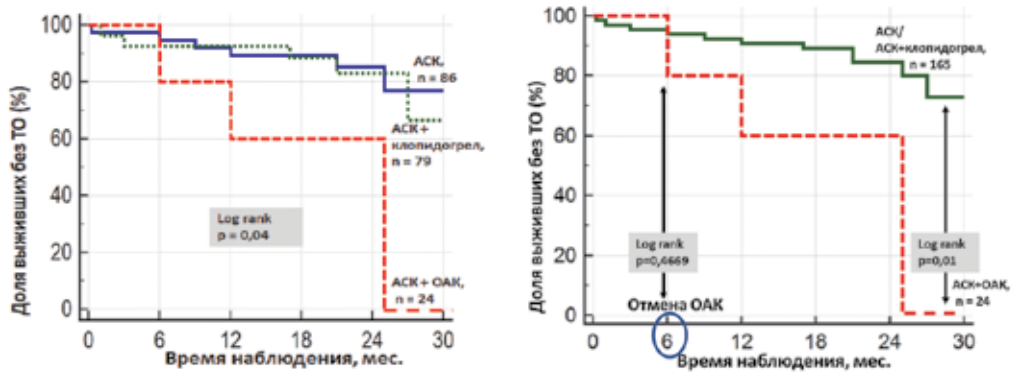 Доля выживших без ТО (%)
100
80
60
40
20
0
АСК,
n = 86
АСК +
клопидогрел,
n = 79
Log rank
p = 0,04
АСК + ОАК,
n = 24
0 6 12 18 24 30
Время наблюдения, мес.
Доля выживших без ТО (%)
100
80
60
40
20
0
АСК/
АСК+клопидогрел,
n = 165
Log rank
p=0,4669
Log rank
p=0,01
АСК+ОАК,
n = 24
Отмена ОАК
0 6 12 18 24 30
Время наблюдения, мес.